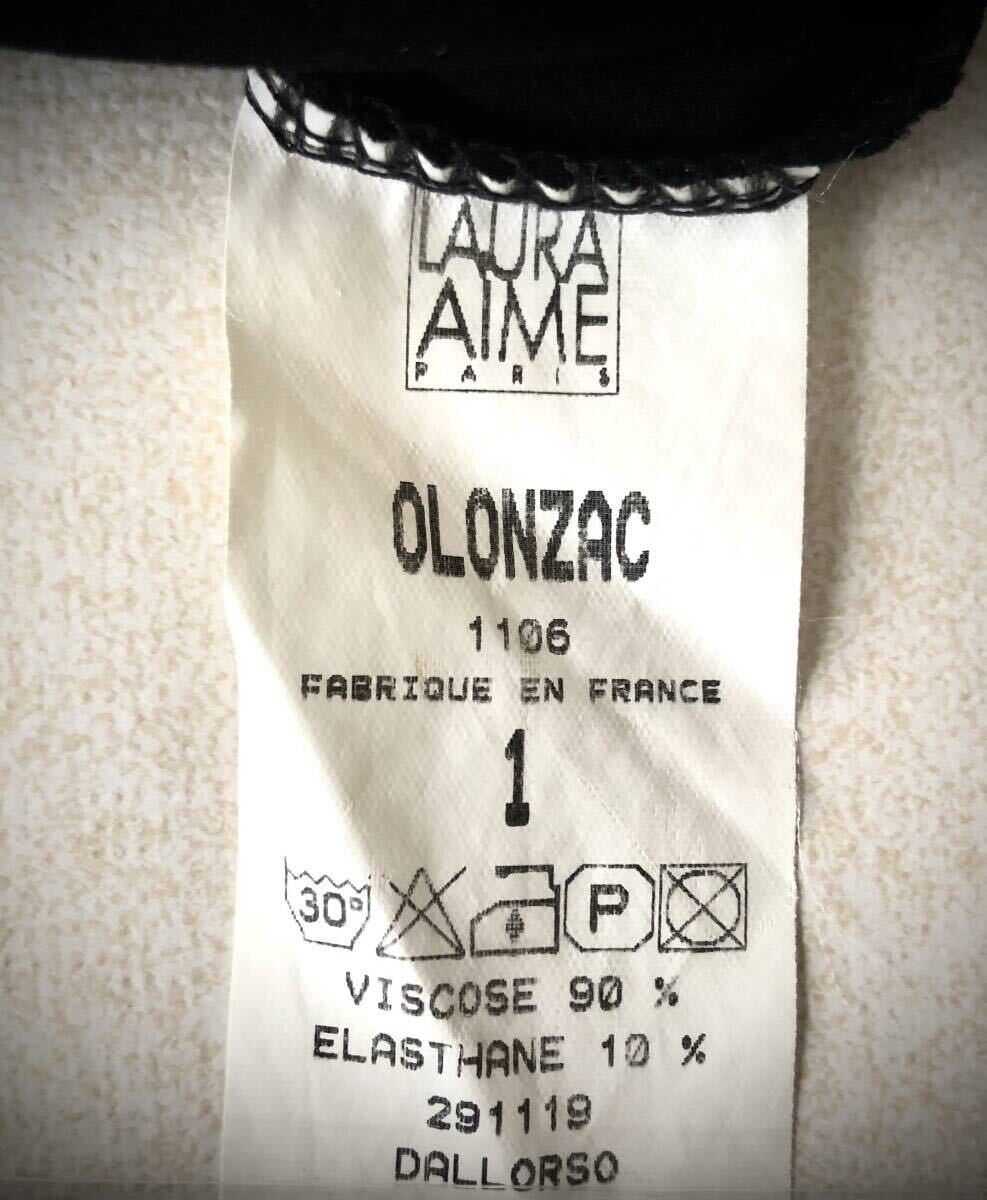 LAURA
AIME
PARIS
OLONZAC
1106
FABRIQUE EN FRANCE
1
30° P
VISCOSE 90 %
ELASTHANE 10 %
291119
DALLORSO